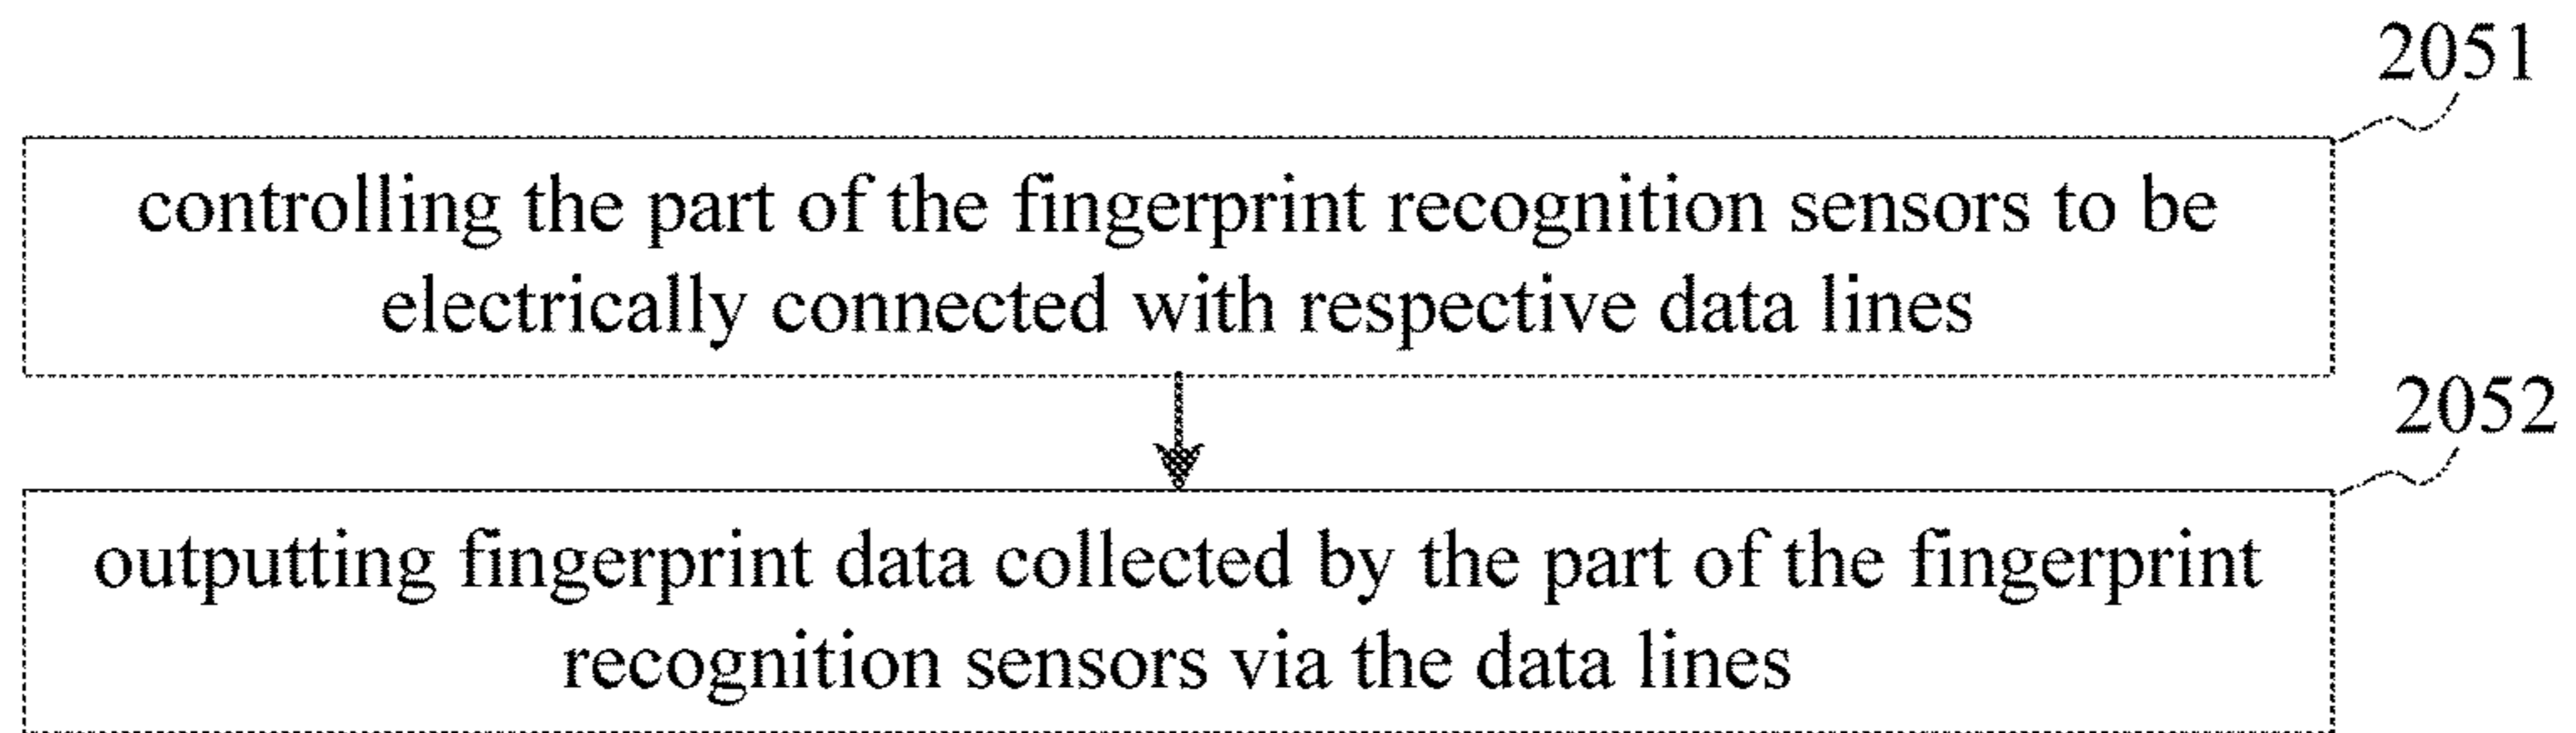 2051
controlling the part of the fingerprint recognition sensors to be
electrically connected with respective data lines
2052
outputting fingerprint data collected by the part of the fingerprint
recognition sensors via the data lines